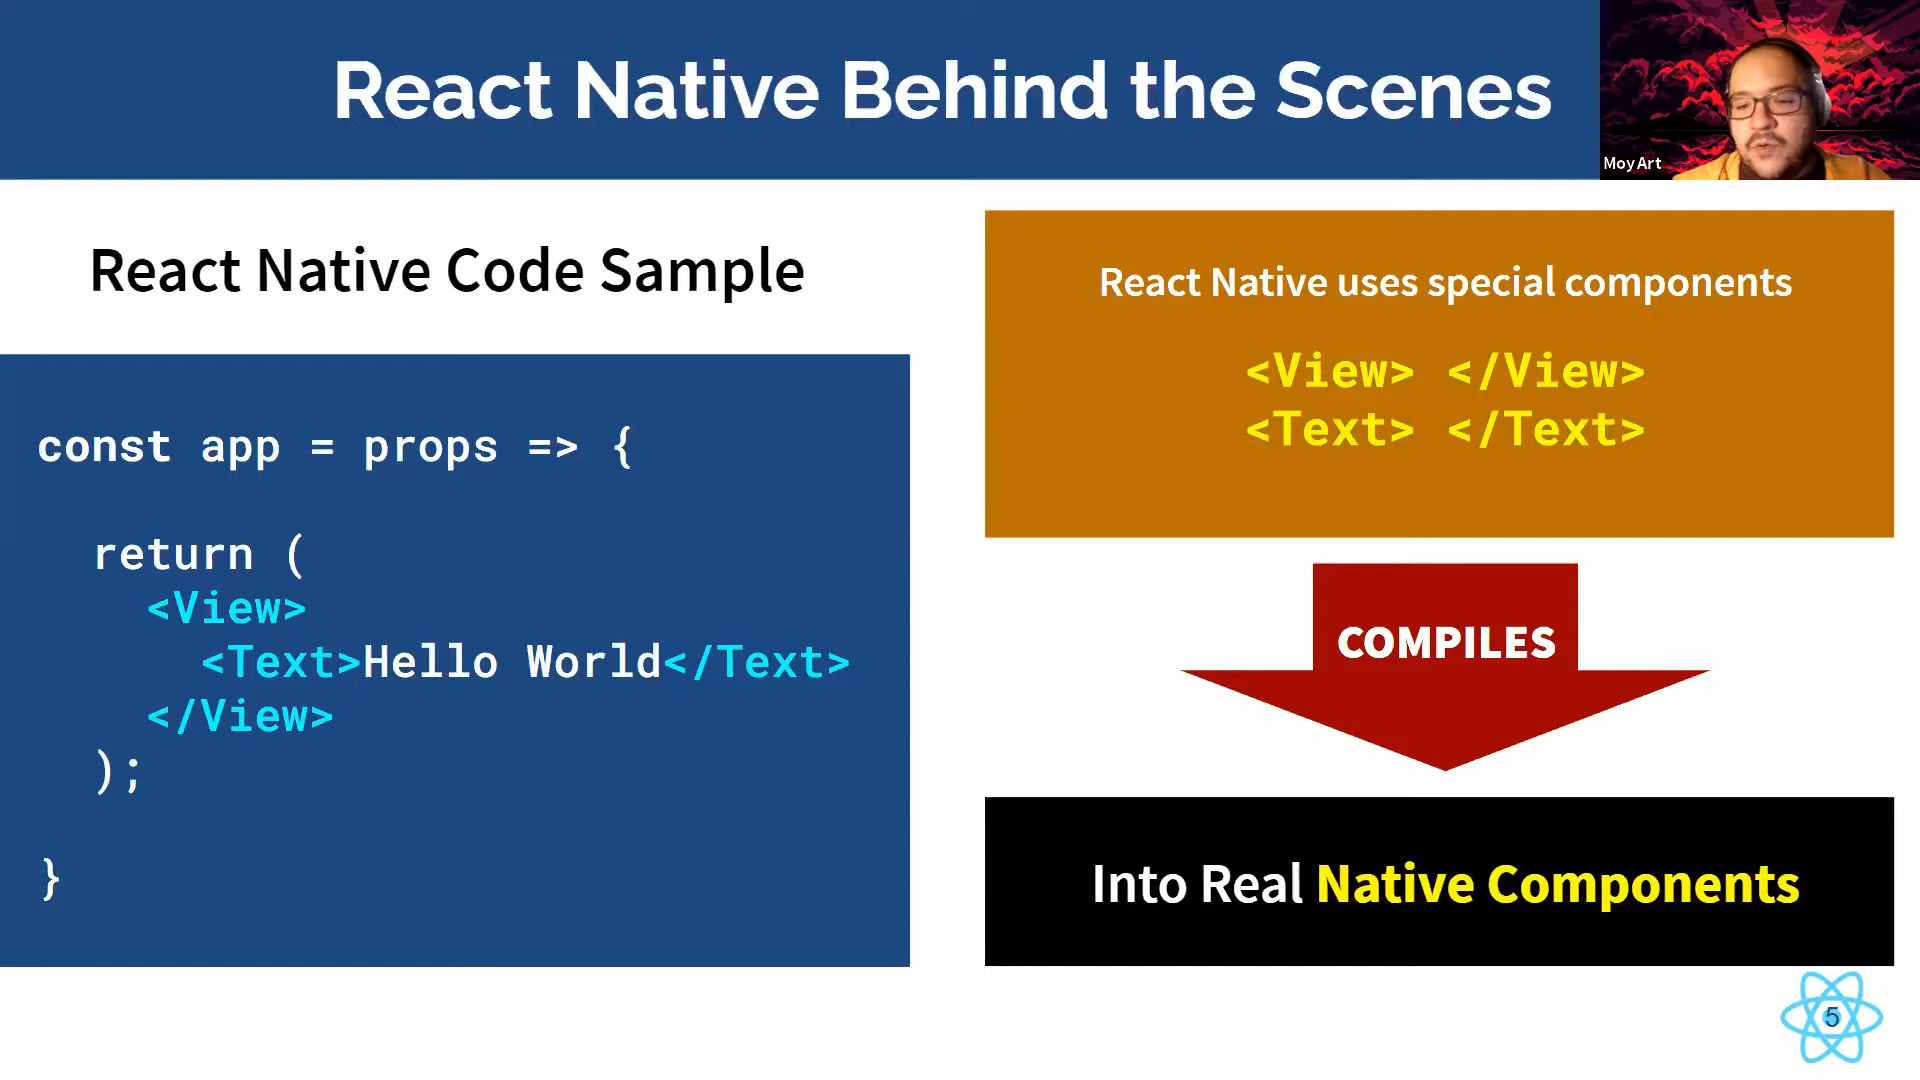 React Native Behind the Scenes
Moy Art
React Native Code Sample
const app = props => {
return (
<View>
<Text>Hello World</Text>
</View>
);
}
React Native uses special components
<View> </View>
<Text> </Text>
COMPILES
Into Real Native Components
5